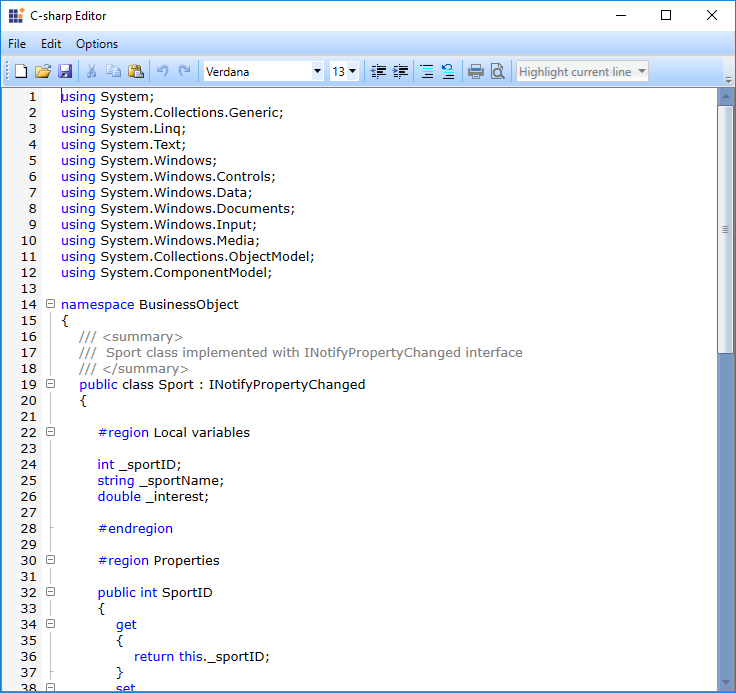 C-sharp Editor
File Edit Options
Verdana 13 Highlight current line
1 using System;
2 using System.Collections.Generic;
3 using System.Linq;
4 using System.Text;
5 using System.Windows;
6 using System.Windows.Controls;
7 using System.Windows.Data;
8 using System.Windows.Documents;
9 using System.Windows.Input;
10 using System.Windows.Media;
11 using System.Collections.ObjectModel;
12 using System.ComponentModel;
13
14 namespace BusinessObject
15 {
16 /// <summary>
17 ///  Sport class implemented with INotifyPropertyChanged interface
18 /// </summary>
19 public class Sport : INotifyPropertyChanged
20 {
21
22 #region Local variables
23
24 int _sportID;
25 string _sportName;
26 double _interest;
27
28 #endregion
29
30 #region Properties
31
32 public int SportID
33 {
34 get
35 {
36 return this._sportID;
37 }
38 set